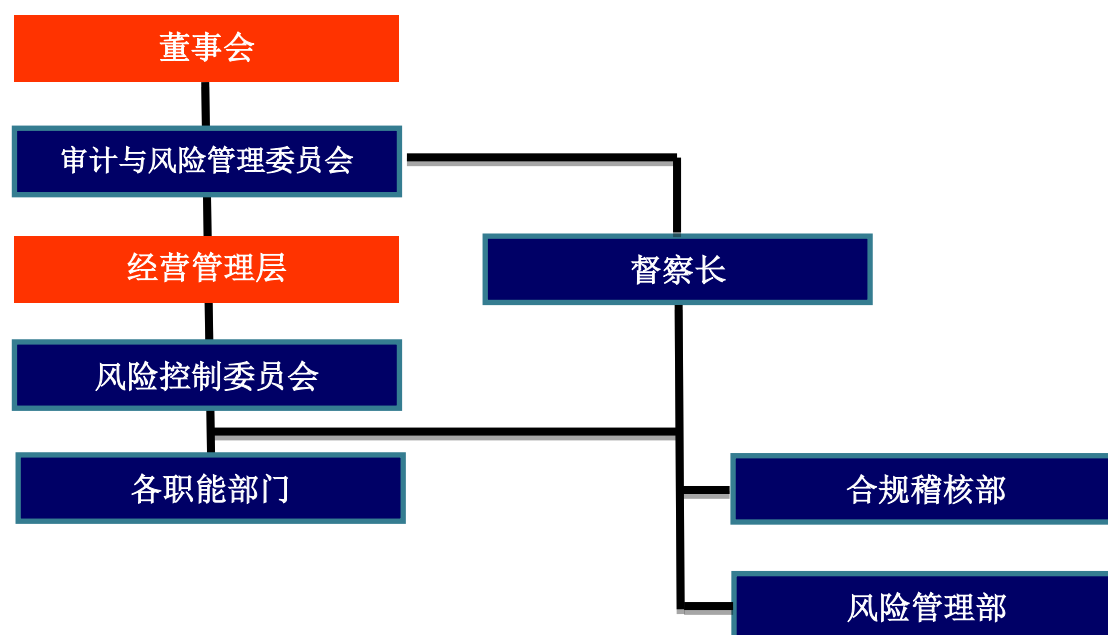 董事会
审计与风险管理委员会
经营管理层
督察长
风险控制委员会
各职能部门
合规稽核部
风险管理部